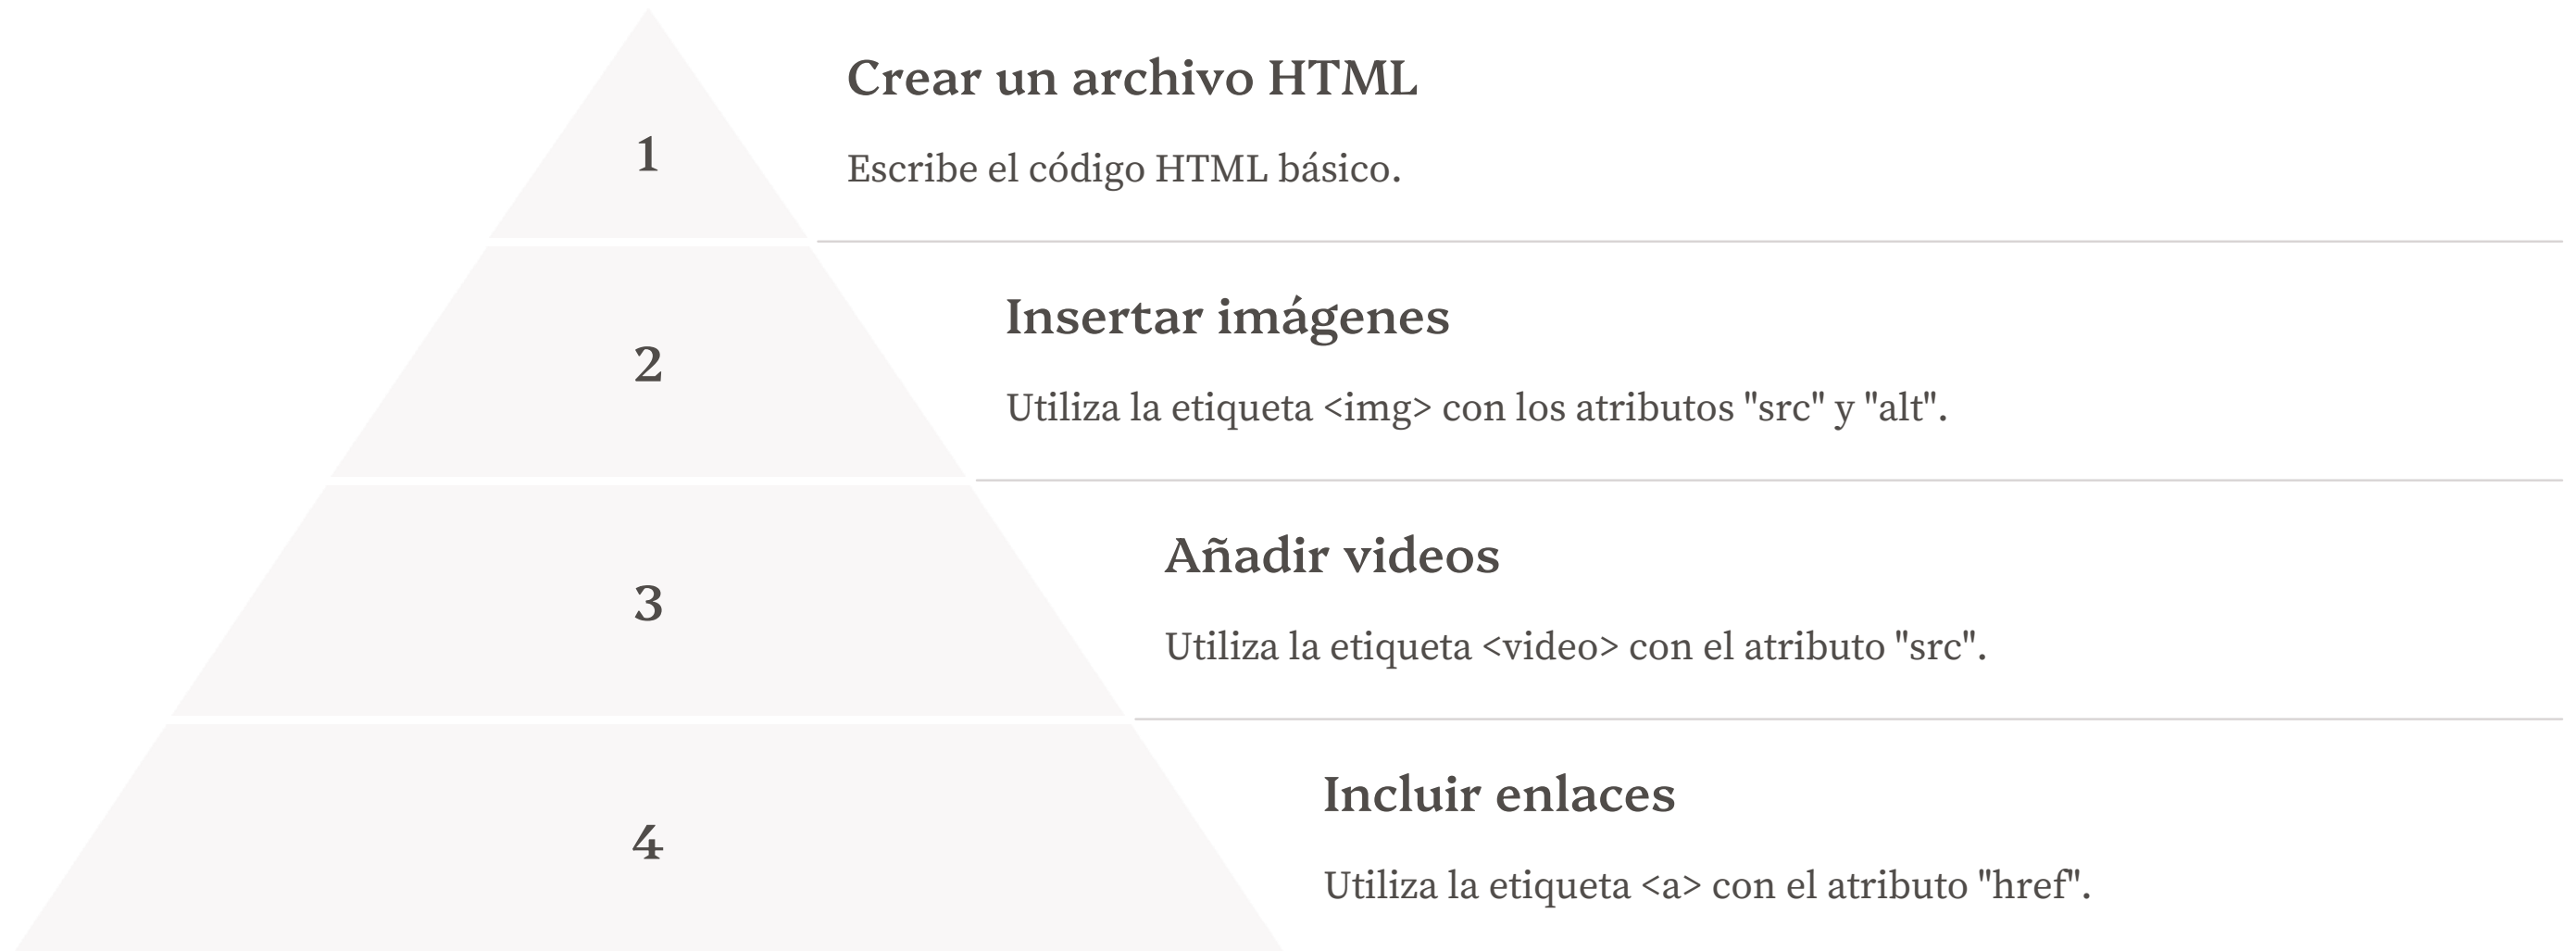 1
Crear un archivo HTML
Escribe el código HTML básico.
2
Insertar imágenes
Utiliza la etiqueta <img> con los atributos "src" y "alt".
3
Añadir videos
Utiliza la etiqueta <video> con el atributo "src".
4
Incluir enlaces
Utiliza la etiqueta <a> con el atributo "href".